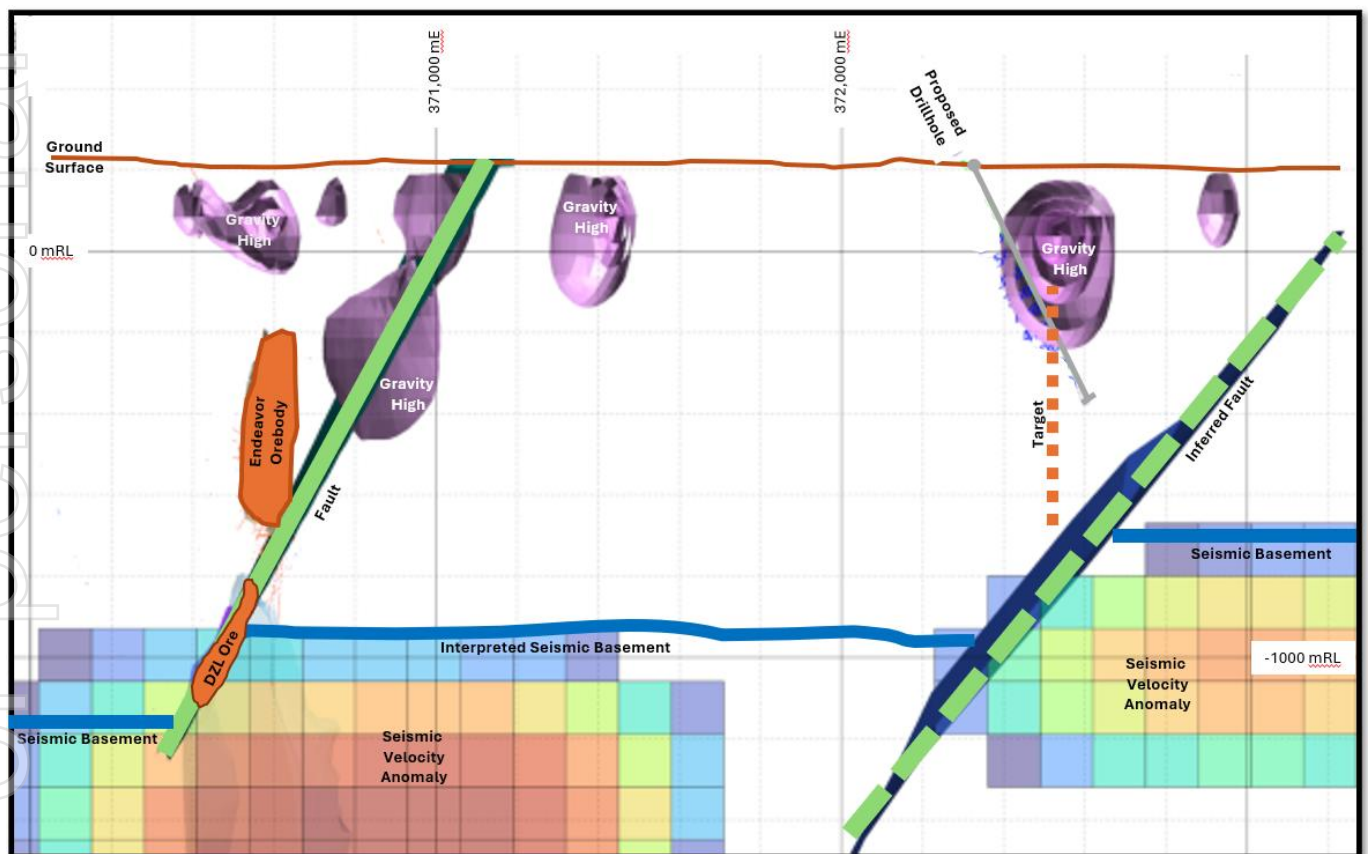 371,000 mE
372,000 mE
Proposed
Drillhole
Ground
Surface
Gravity
High
Gravity
High
Gravity
High
0 mRL
Endeavor
Orebody
Gravity
High
Target
Inferred Fault
Fault
Seismic Basement
DZL Ore
Interpreted Seismic Basement
-1000 mRL
Seismic
Velocity
Anomaly
Seismic Basement
Seismic
Velocity
Anomaly